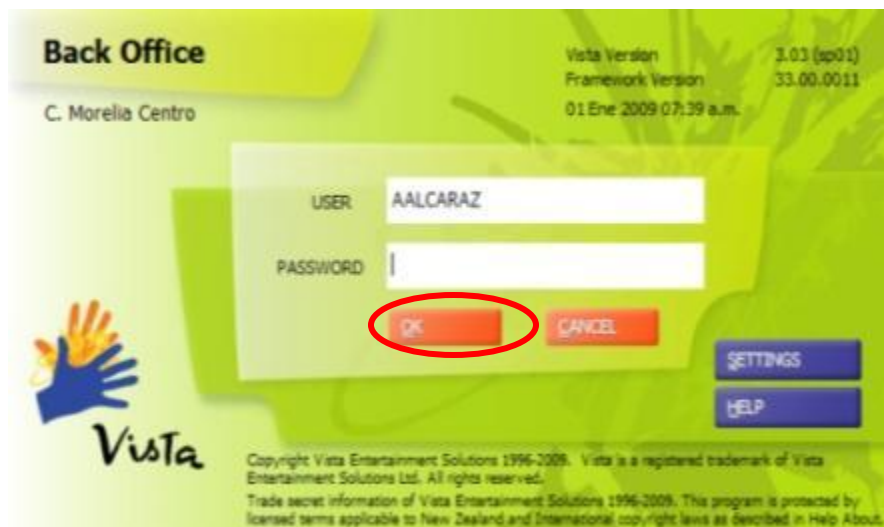 Back Office
Vista Version 3.03 (sp01)
Framework Version 33.00.0011
C. Morelia Centro
01 Ene 2009 07:39 a.m.
USER AALCARAZ
PASSWORD
OK CANCEL
SETTINGS
HELP
Vista
Copyright Vista Entertainment Solutions 1996-2009. Vista is a registered trademark of Vista
Entertainment Solutions Ltd. All rights reserved.
Trade secret information of Vista Entertainment Solutions 1996-2009. This program is protected by
licensed terms applicable to New Zealand and International copyright laws as described in Help About.